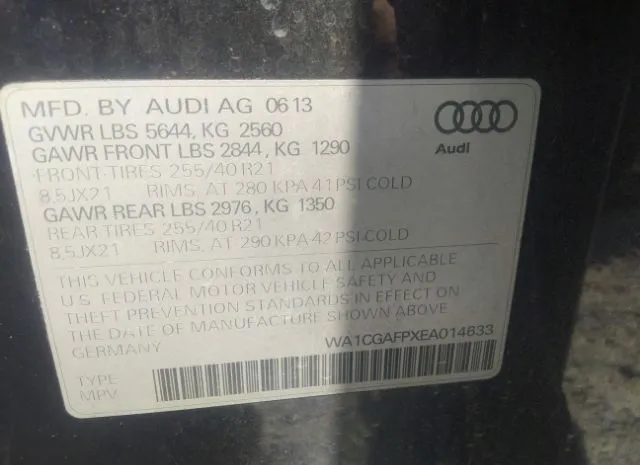 MFD. BY AUDI AG 06 13
GVWR LBS 5644, KG 2560
GAWR FRONT LBS 2844, KG 1290
FRONT-TIRES 255/40 R21
8,5JX21 RIMS, AT 280 KPA 41 PSI COLD
GAWR REAR LBS 2976, KG 1350
REAR TIRES 255/40 R21
8,5JX21 RIMS, AT 290 KPA 42 PSI COLD
Audi
THIS VEHICLE CONFORMS TO ALL APPLICABLE
U.S. FEDERAL MOTOR VEHICLE SAFETY AND
THEFT PREVENTION STANDARDS IN EFFECT ON
THE DATE OF MANUFACTURE SHOWN ABOVE
GERMANY
WA1CGAFPXEA014633
TYPE
MPV